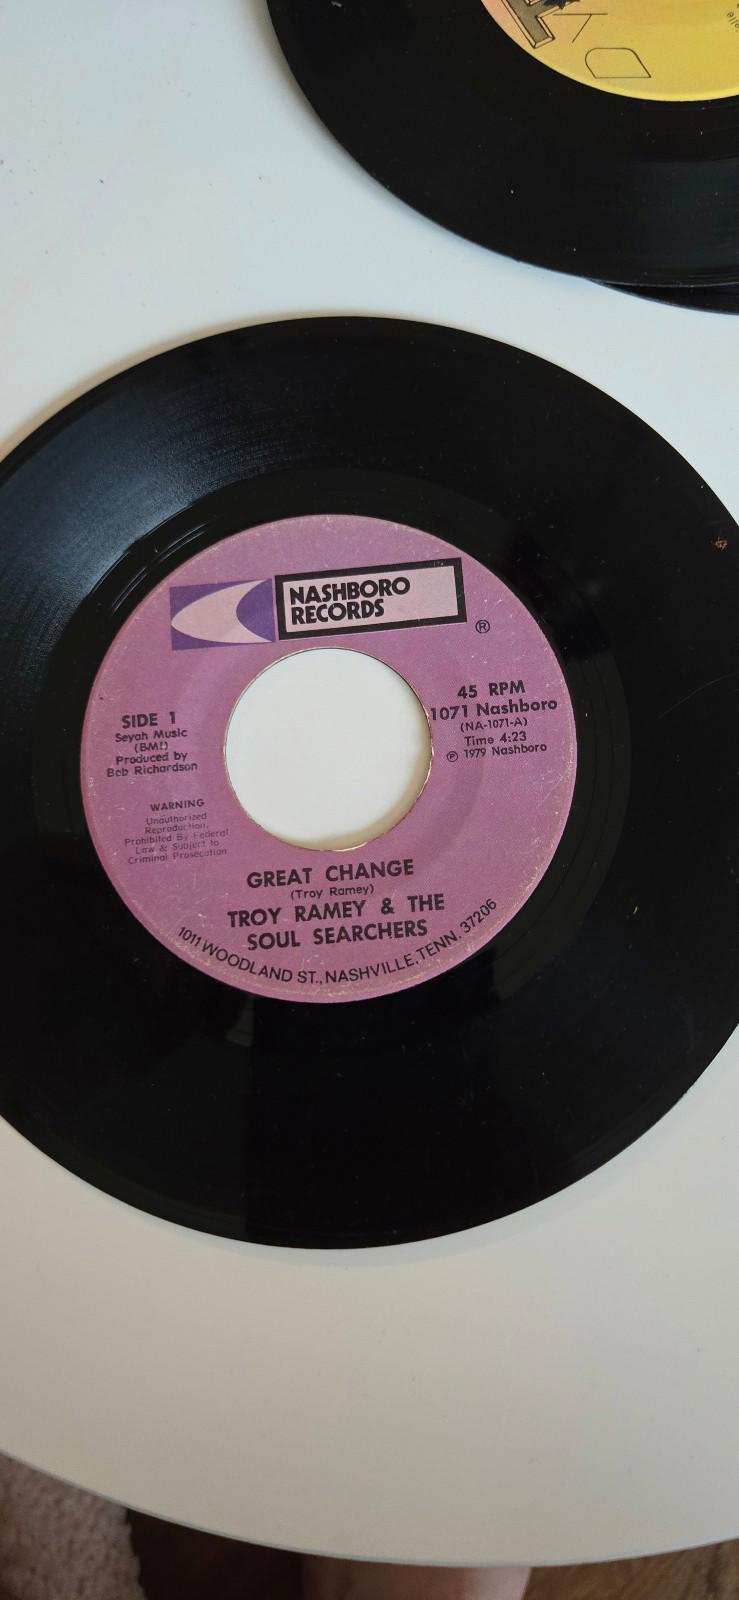 DY
NASHBORO
RECORDS
®
SIDE 1
Seyah Music
(BMI)
Produced by
Bob Richardson
WARNING
Unauthorized
Reproduction,
Prohibited By Federal
Law & Subject to
Criminal Prosecution
45 RPM
1071 Nashboro
(NA-1071-A)
Time 4:23
℗ 1979 Nashboro
GREAT CHANGE
(Troy Ramey)
TROY RAMEY & THE
SOUL SEARCHERS
1011 WOODLAND ST., NASHVILLE, TENN. 37206